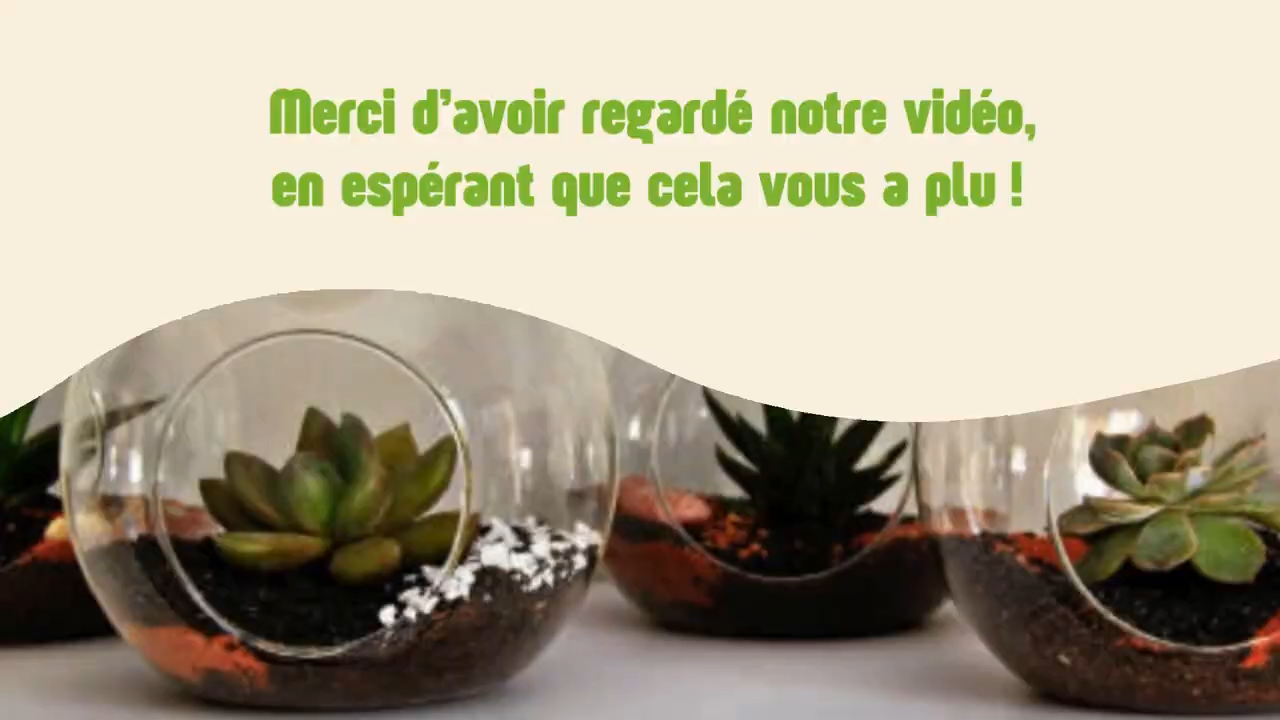 Merci d'avoir regardé notre vidéo,
en espérant que cela vous a plu !